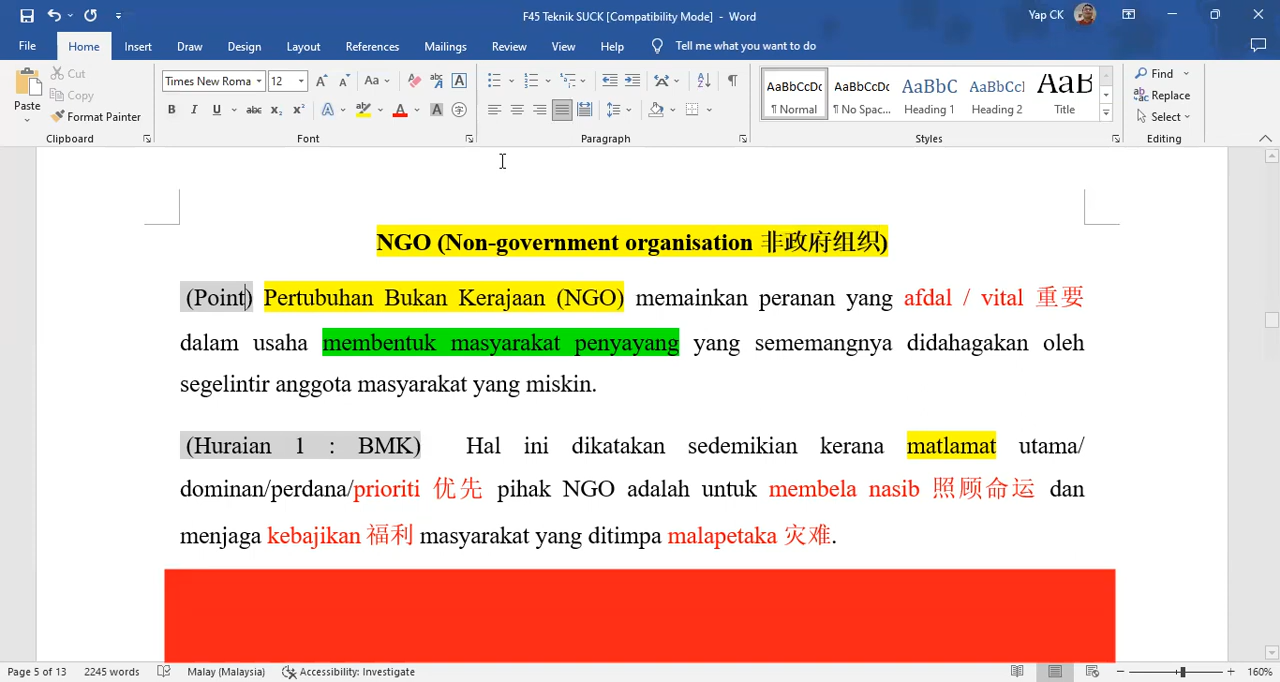 F45 Teknik SUCK [Compatibility Mode] - Word
Yap CK
File Home Insert Draw Design Layout References Mailings Review View Help Tell me what you want to do
Paste
Cut
Copy
Format Painter
Clipboard
Times New Roma 12
Aa
B I U abc x₂ x² A A A 字
Font
Paragraph
AaBbCcDc AaBbCcDc AaBbC AaBbCcl AaB
¶ Normal ¶ No Spac... Heading 1 Heading 2 Title
Styles
Find
Replace
Select
Editing
NGO (Non-government organisation 非政府组织)
(Point) Pertubuhan Bukan Kerajaan (NGO) memainkan peranan yang afdal / vital 重要
dalam usaha membentuk masyarakat penyayang yang sememangnya didahagakan oleh
segelintir anggota masyarakat yang miskin.
(Huraian 1 : BMK) Hal ini dikatakan sedemikian kerana matlamat utama/
dominan/perdana/prioriti 优先 pihak NGO adalah untuk membela nasib 照顾命运 dan
menjaga kebajikan 福利 masyarakat yang ditimpa malapetaka 灾难.
Page 5 of 13 2245 words Malay (Malaysia) Accessibility: Investigate 160%